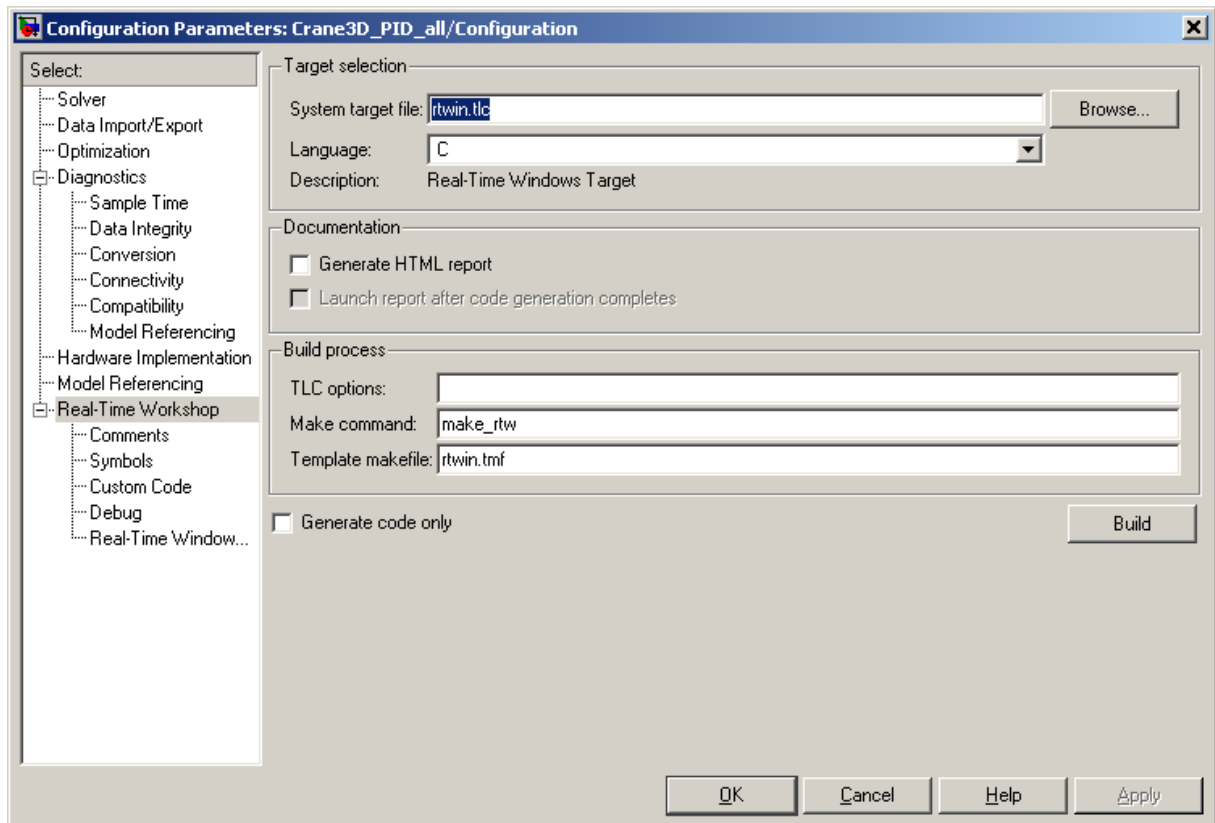 Configuration Parameters: Crane3D_PID_all/Configuration
Select:
Solver
Data Import/Export
Optimization
Diagnostics
Sample Time
Data Integrity
Conversion
Connectivity
Compatibility
Model Referencing
Hardware Implementation
Model Referencing
Real-Time Workshop
Comments
Symbols
Custom Code
Debug
Real-Time Window...
Target selection
System target file: rtwin.tlc
Browse...
Language: C
Description: Real-Time Windows Target
Documentation
Generate HTML report
Launch report after code generation completes
Build process
TLC options:
Make command: make_rtw
Template makefile: rtwin.tmf
Generate code only
Build
OK
Cancel
Help
Apply